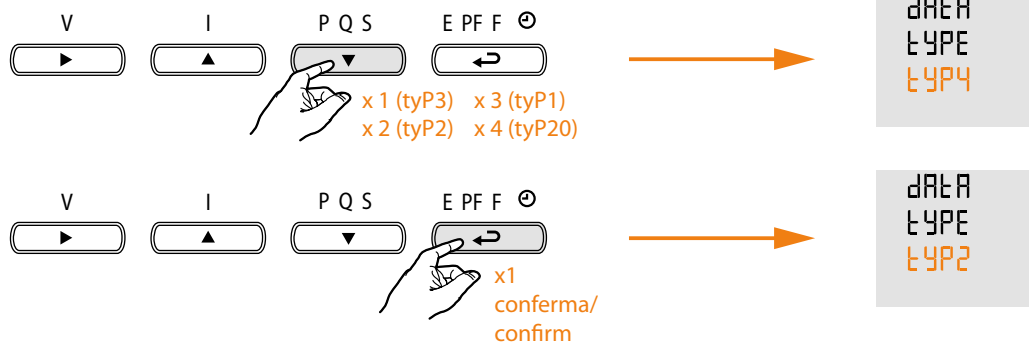 V I P Q S E PF F
dAtA
tYPE
tYP4
x 1 (tyP3) x 3 (tyP1)
x 2 (tyP2) x 4 (tyP20)
V I P Q S E PF F
dAtA
tYPE
tYP2
x1
conferma/
confirm